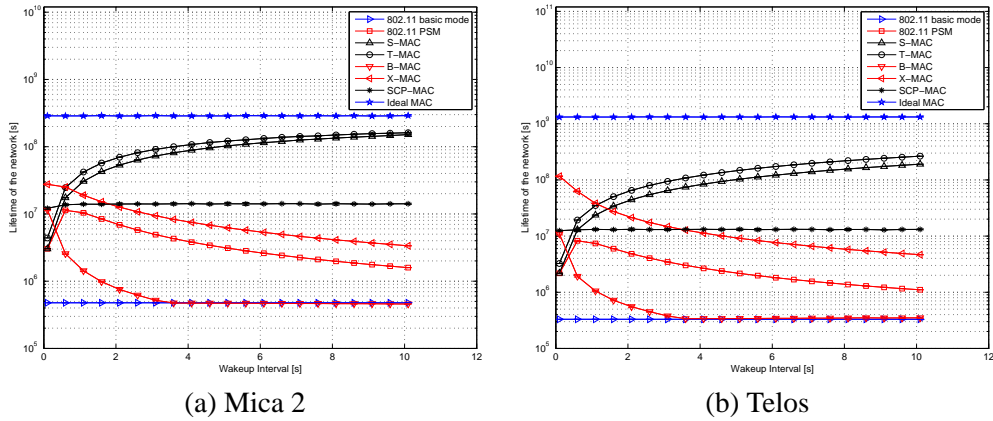 10^10
10^9
10^8
10^7
10^6
10^5
Lifetime of the network [s]
0
2
4
6
8
10
12
Wakeup Interval [s]
802.11 basic mode
802.11 PSM
S−MAC
T−MAC
B−MAC
X−MAC
SCP−MAC
Ideal MAC
(a) Mica 2
10^11
10^10
10^9
10^8
10^7
10^6
10^5
Lifetime of the network [s]
0
2
4
6
8
10
12
Wakeup Interval [s]
802.11 basic mode
802.11 PSM
S−MAC
T−MAC
B−MAC
X−MAC
SCP−MAC
Ideal MAC
(b) Telos